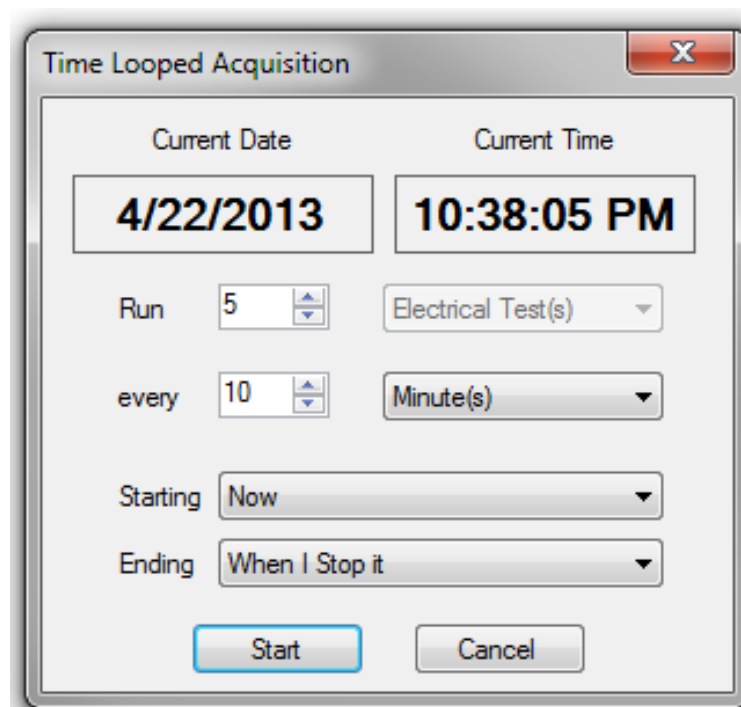 Time Looped Acquisition
Current Date Current Time
4/22/2013 10:38:05 PM
Run 5 Electrical Test(s)
every 10 Minute(s)
Starting Now
Ending When I Stop it
Start Cancel